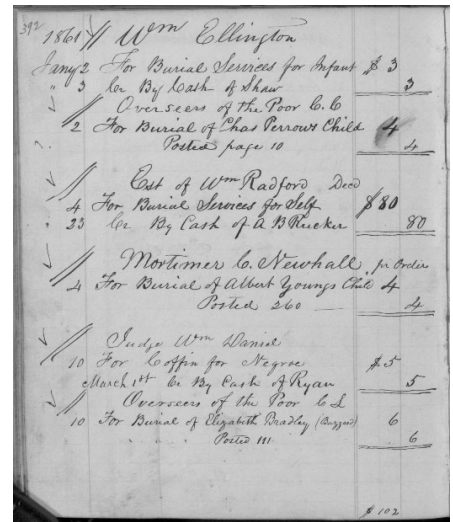 392
1861 // Wm Ellington
Jany 2 For Burial Services for Infant $ 3
" 3 Cr By Cash of Shaw 3
// Overseers of the Poor C. C
2 For Burial of Chas Perrows Child 4
Posted page 10 4
// Est of Wm Radford Decd
4 For Burial Services for Self $80
23 Cr By Cash of A B Rucker 80
// Mortimer C. Newhall pr Order
4 For Burial of Albert Youngs Child 4
Posted 260 — 4
// Judge Wm Daniel
10 For Coffin for Negroe $5
March 1st Cr By Cash of Ryan 5
// Overseers of the Poor C L
10 For Burial of Elizabeth Bradley (Buzzard) 6
Posted 111 6
$ 102